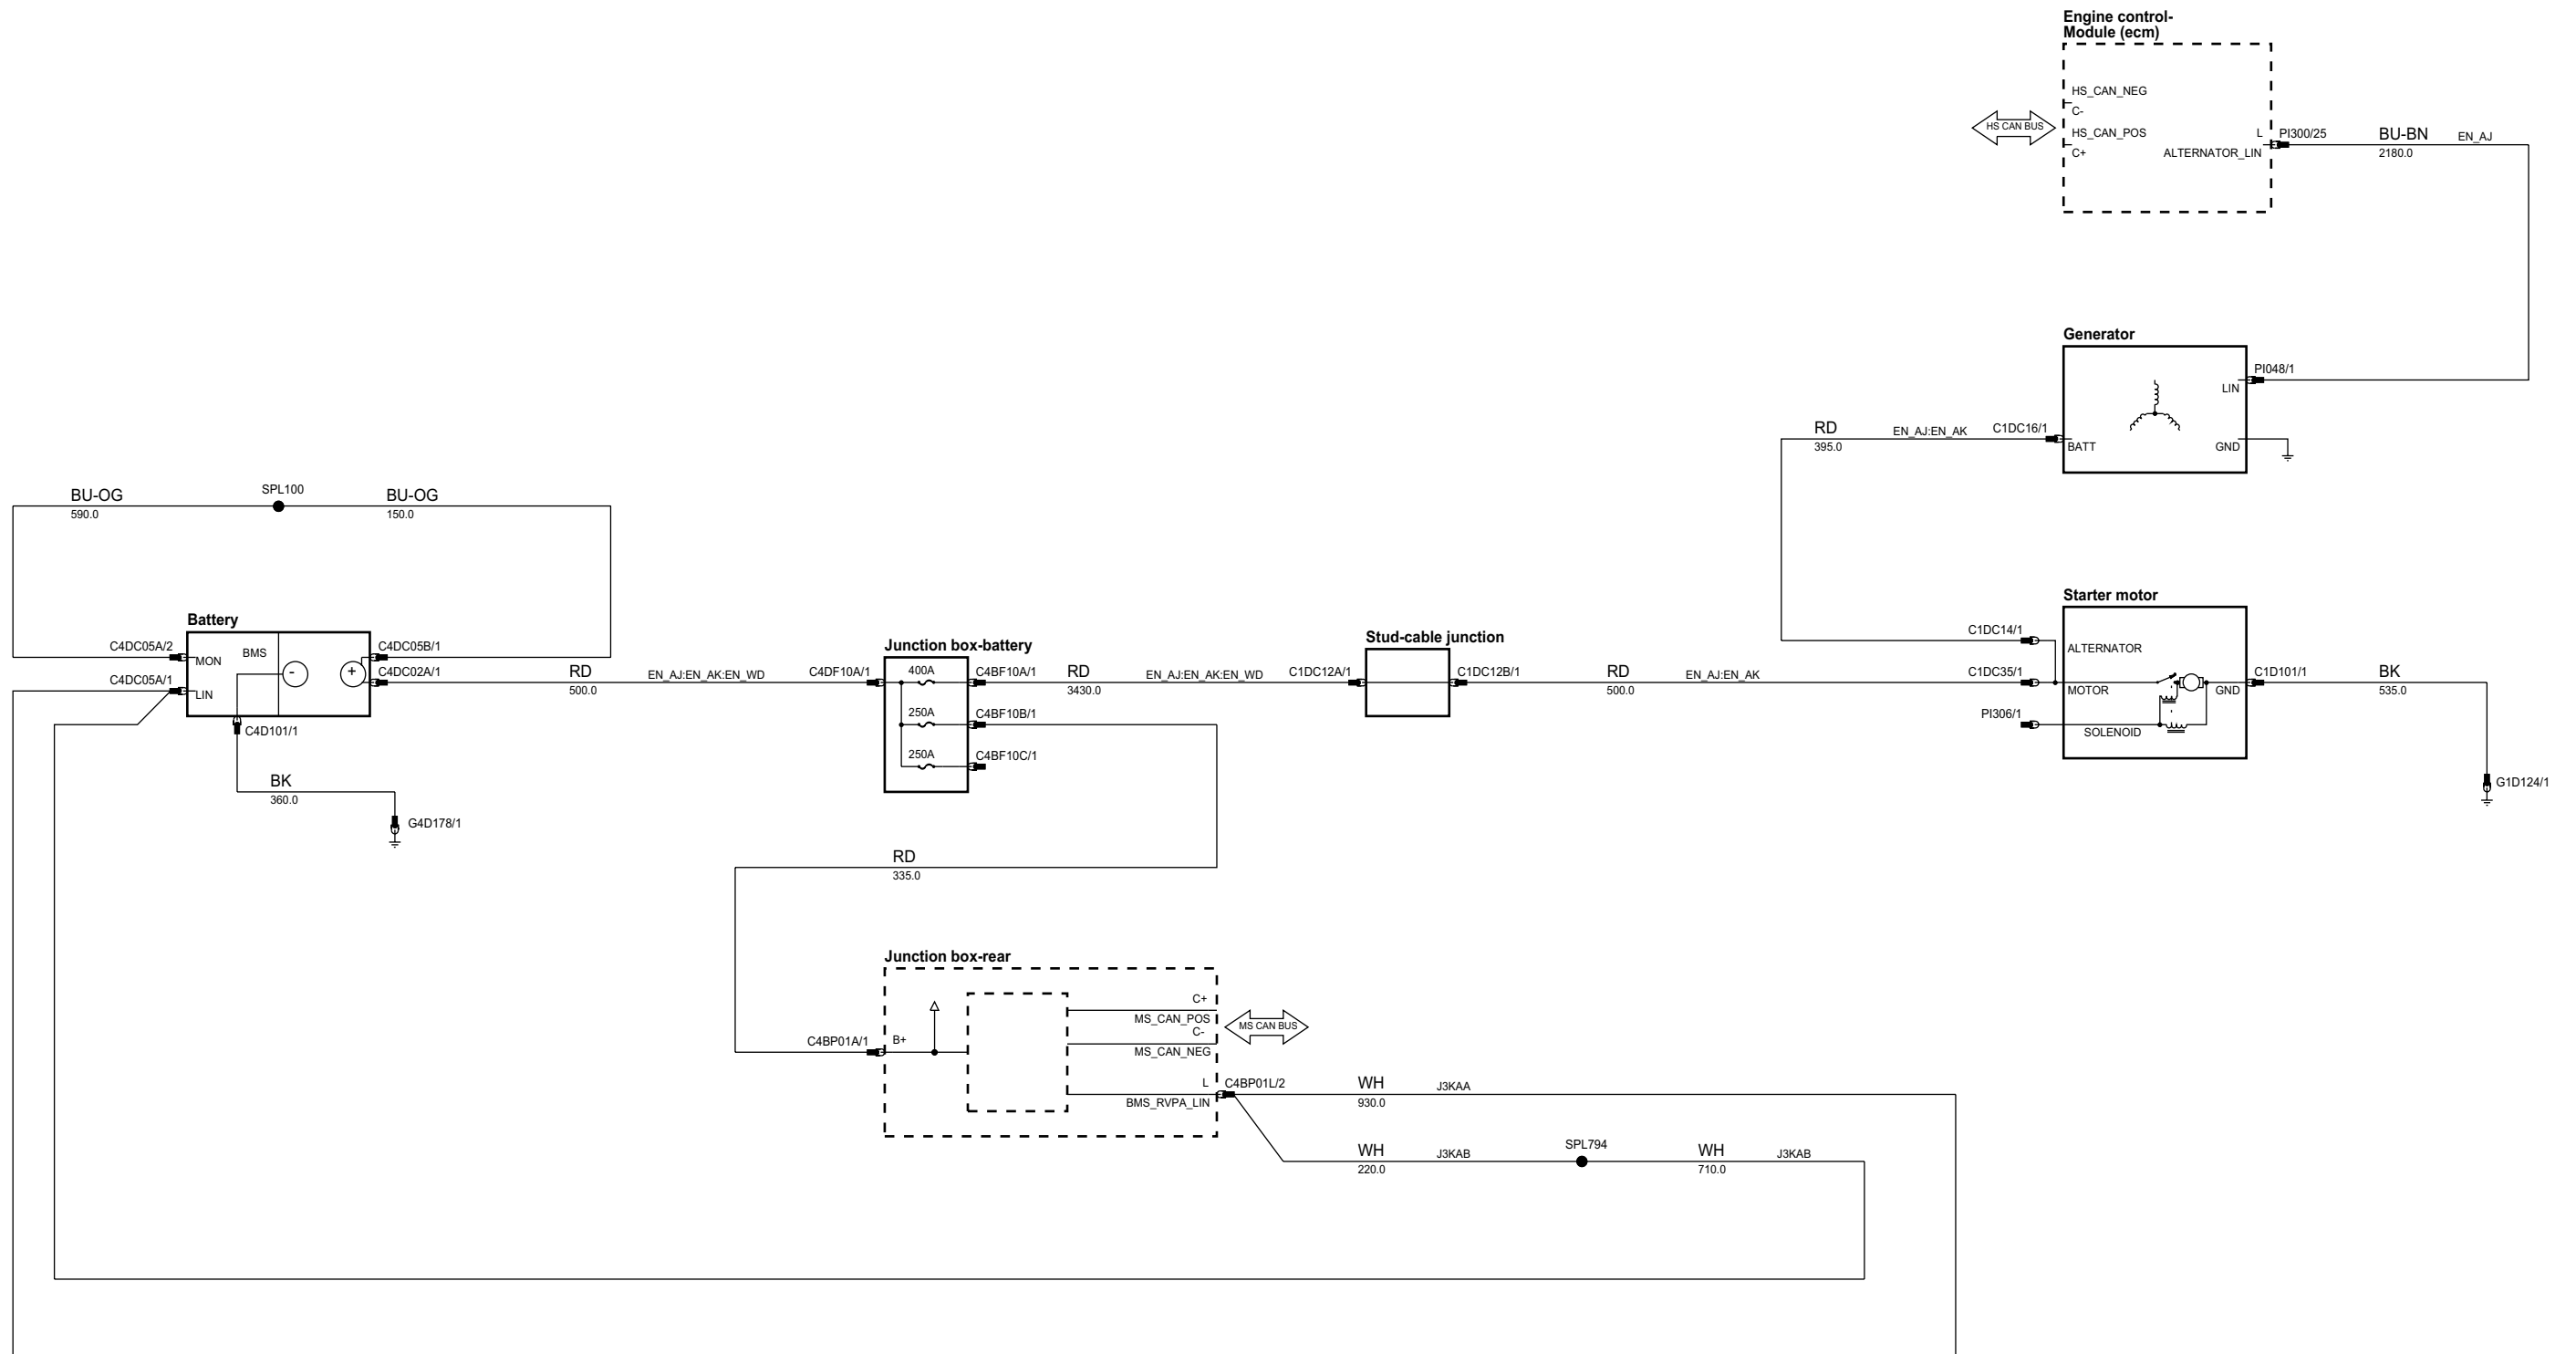 Engine control-
Module (ecm)
HS_CAN_NEG
C-
HS CAN BUS
HS_CAN_POS
C+
L
ALTERNATOR_LIN
PI300/25
BU-BN
EN_AJ
2180.0
Generator
PI048/1
LIN
RD
EN_AJ:EN_AK
C1DC16/1
395.0
BATT
GND
BU-OG
SPL100
BU-OG
590.0
150.0
Starter motor
Battery
C4DC05A/2
MON
BMS
-
+
C4DC05B/1
C4DC02A/1
C4DC05A/1
LIN
C4D101/1
BK
360.0
G4D178/1
RD
EN_AJ:EN_AK:EN_WD
500.0
Junction box-battery
C4DF10A/1
400A
C4BF10A/1
250A
C4BF10B/1
250A
C4BF10C/1
RD
EN_AJ:EN_AK:EN_WD
3430.0
Stud-cable junction
C1DC12A/1
C1DC12B/1
RD
EN_AJ:EN_AK
500.0
C1DC14/1
ALTERNATOR
C1DC35/1
MOTOR
GND
C1D101/1
BK
535.0
PI306/1
SOLENOID
G1D124/1
RD
335.0
Junction box-rear
C4BP01A/1
B+
C+
MS_CAN_POS
C-
MS_CAN_NEG
MS CAN BUS
L
C4BP01L/2
BMS_RVPA_LIN
WH
J3KAA
930.0
WH
J3KAB
220.0
SPL794
WH
J3KAB
710.0